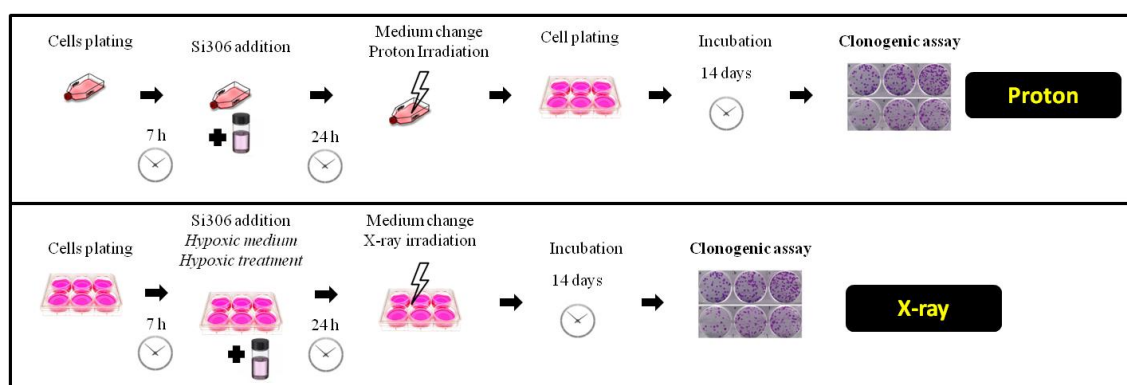 Cells plating
Si306 addition
Medium change
Proton Irradiation
Cell plating
Incubation
Clonogenic assay
7 h
24 h
14 days
Proton
Cells plating
Si306 addition
Hypoxic medium
Hypoxic treatment
Medium change
X-ray irradiation
Incubation
Clonogenic assay
7 h
24 h
14 days
X-ray